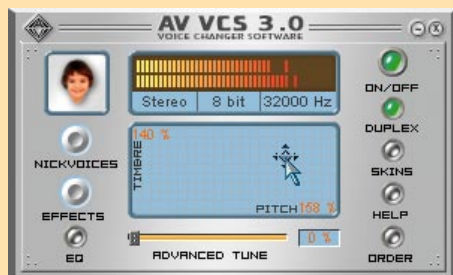 AV VCS 3.0
VOICE CHANGER SOFTWARE
Stereo 8 bit 32000 Hz
ON/OFF
DUPLEX
140 %
TIMBRE
NICKVOICES
SKINS
EFFECTS
PITCH 168 %
HELP
EQ
ADVANCED TUNE
0 %
ORDER